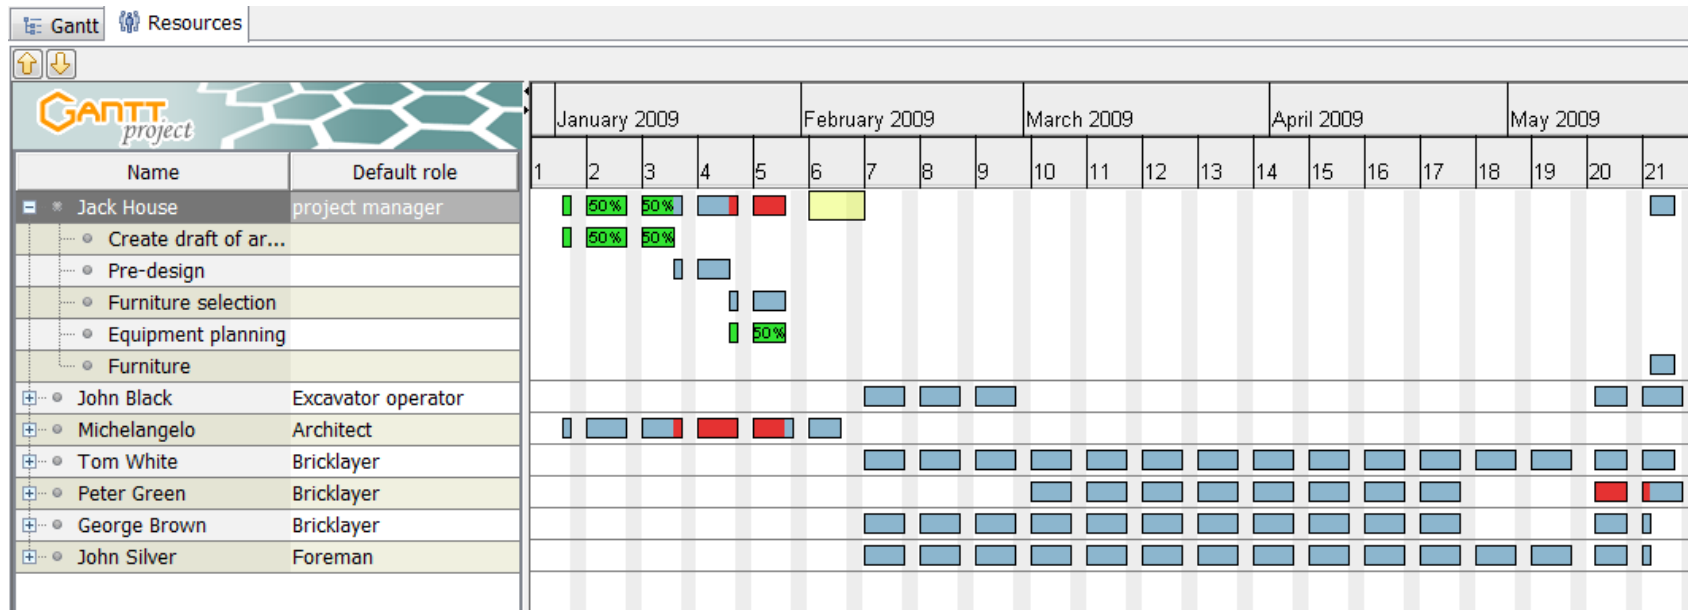 Gantt Resources
GANTT
project
January 2009 February 2009 March 2009 April 2009 May 2009
Name Default role 1 2 3 4 5 6 7 8 9 10 11 12 13 14 15 16 17 18 19 20 21
Jack House project manager 50% 50%
Create draft of ar... 50% 50%
Pre-design
Furniture selection
Equipment planning 50%
Furniture
John Black Excavator operator
Michelangelo Architect
Tom White Bricklayer
Peter Green Bricklayer
George Brown Bricklayer
John Silver Foreman